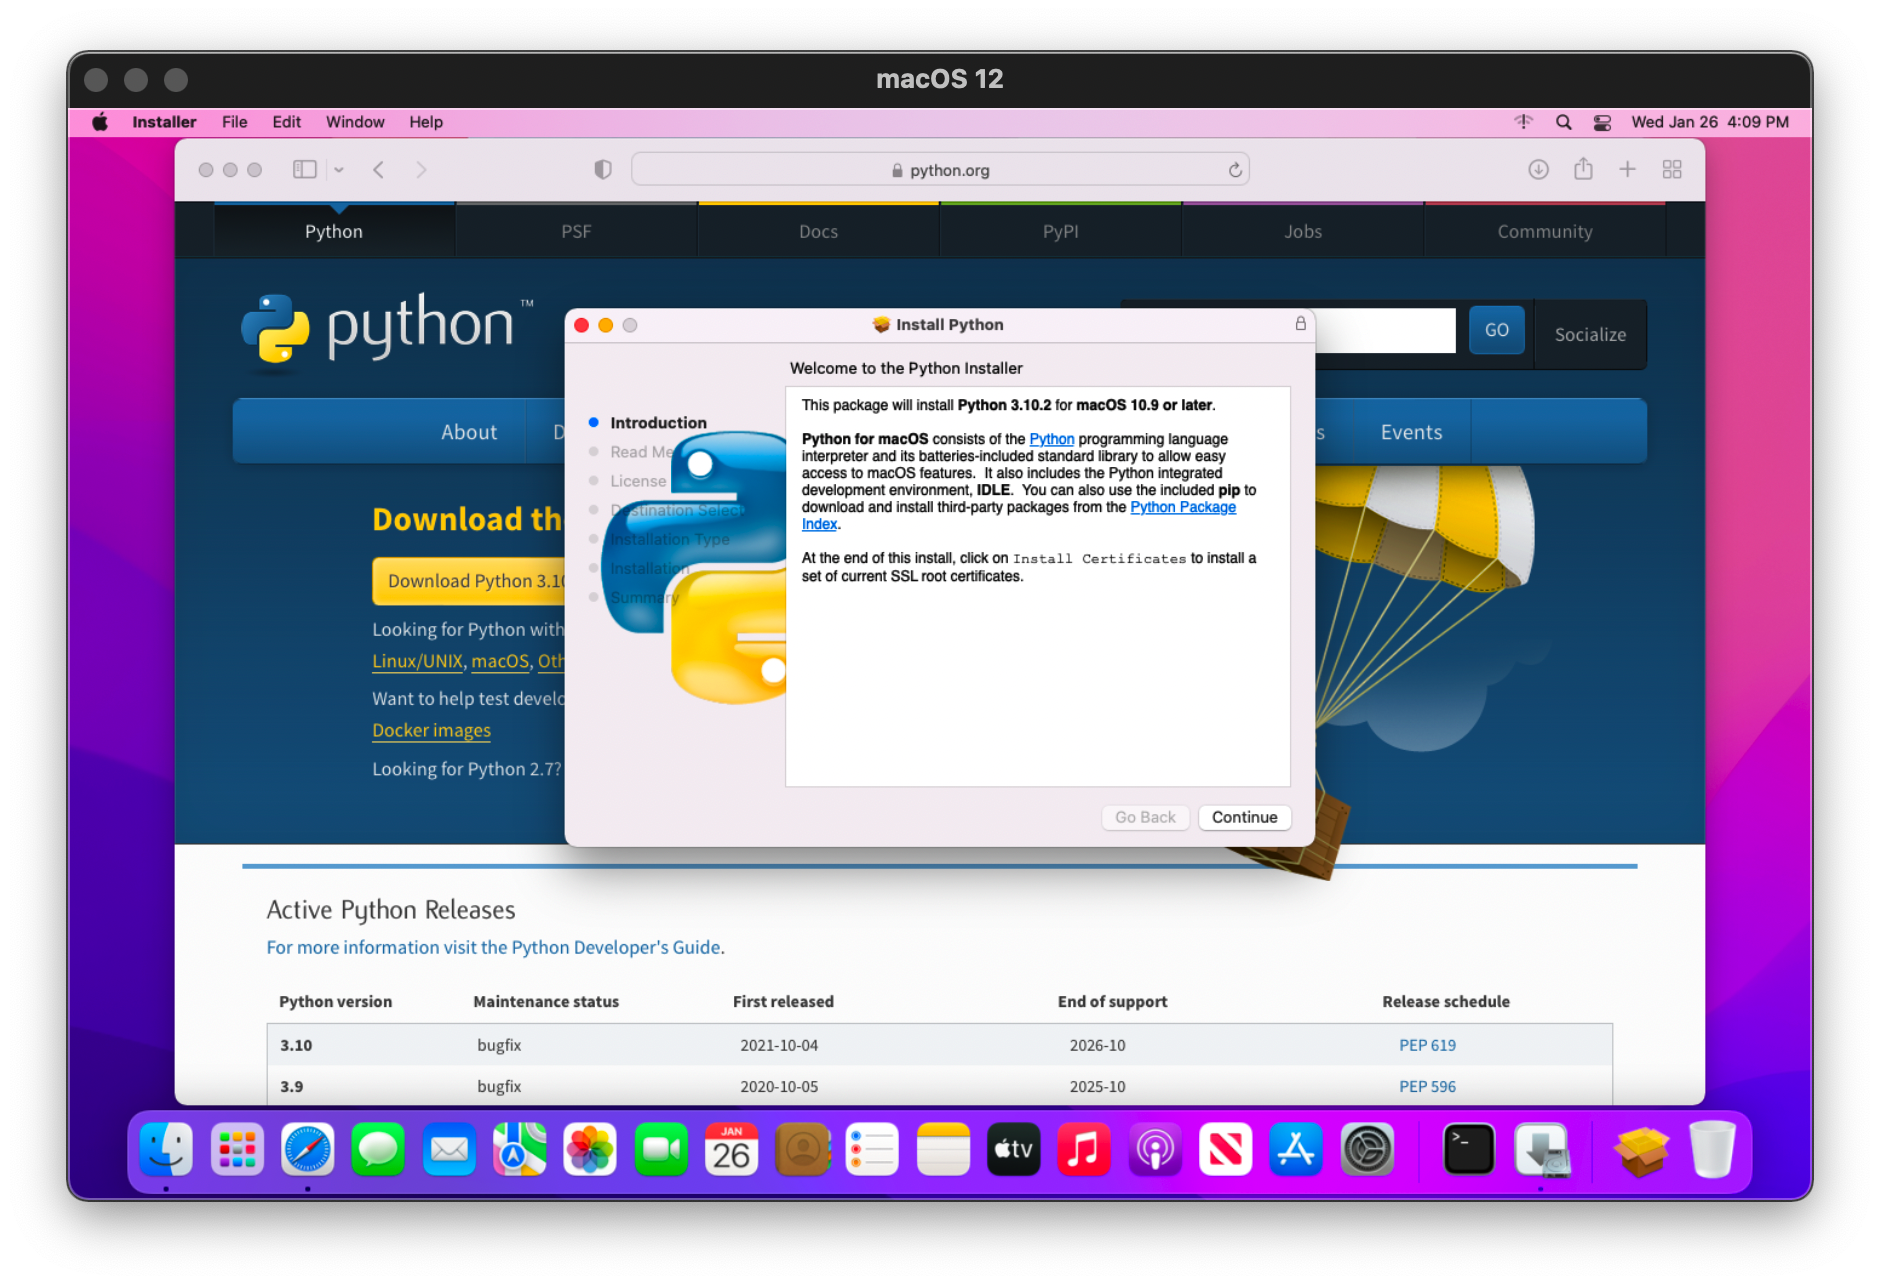 macOS 12
Installer File Edit Window Help Wed Jan 26 4:09 PM
python.org
Python PSF Docs PyPI Jobs Community
python™
GO Socialize
About D s Events
Download th
Download Python 3.10
Looking for Python with
Linux/UNIX, macOS, Oth
Want to help test develo
Docker images
Looking for Python 2.7?
Install Python
Welcome to the Python Installer
Introduction
Read Me
License
Destination Select
Installation Type
Installation
Summary
This package will install Python 3.10.2 for macOS 10.9 or later.
Python for macOS consists of the Python programming language
interpreter and its batteries-included standard library to allow easy
access to macOS features. It also includes the Python integrated
development environment, IDLE. You can also use the included pip to
download and install third-party packages from the Python Package
Index.
At the end of this install, click on Install Certificates to install a
set of current SSL root certificates.
Go Back Continue
Active Python Releases
For more information visit the Python Developer's Guide.
Python version Maintenance status First released End of support Release schedule
3.10 bugfix 2021-10-04 2026-10 PEP 619
3.9 bugfix 2020-10-05 2025-10 PEP 596
JAN
26
tv
>_